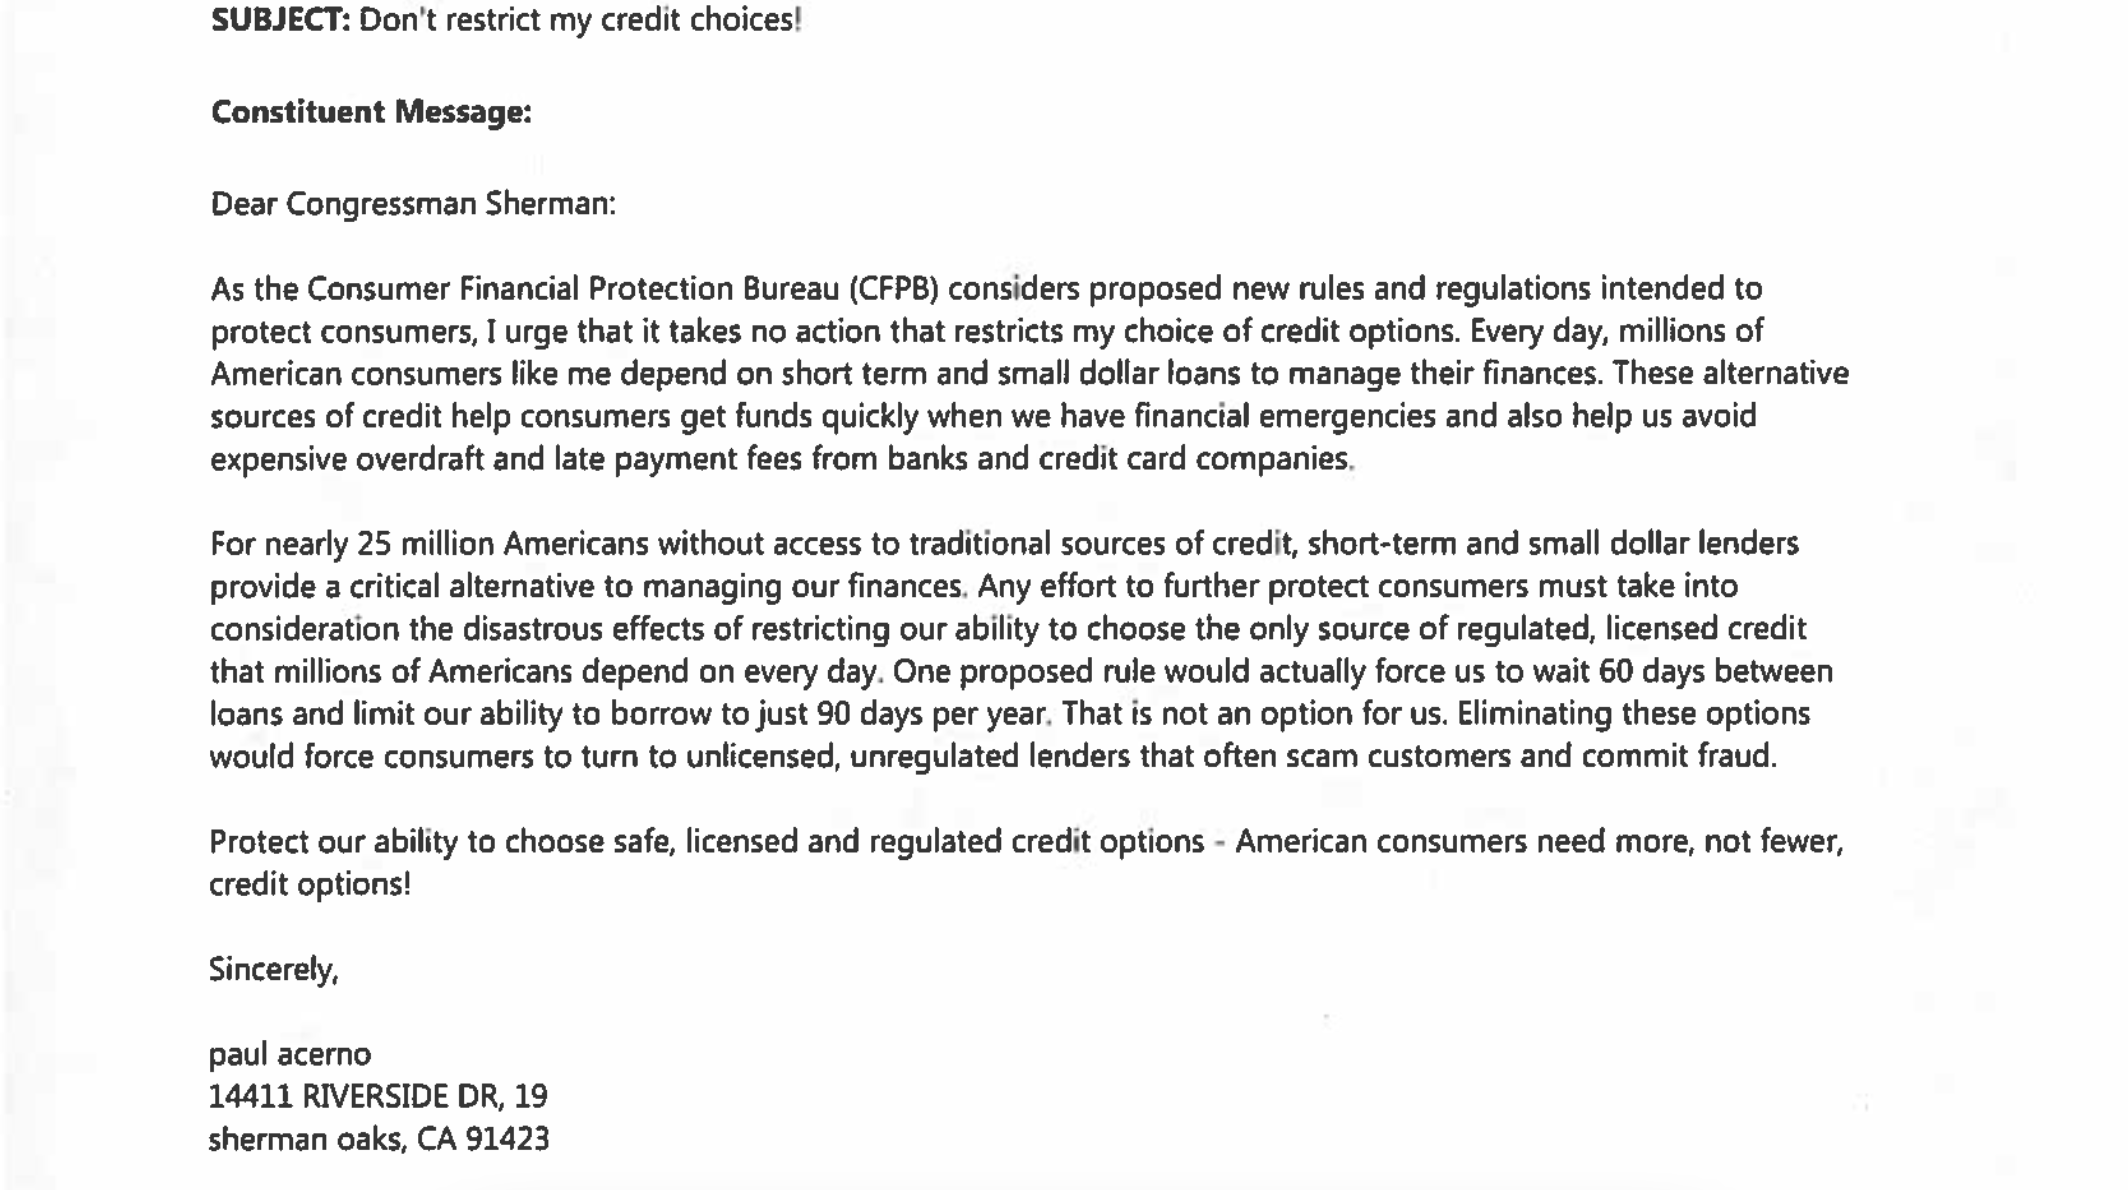 SUBJECT: Don't restrict my credit choices!
Constituent Message:
Dear Congressman Sherman:
As the Consumer Financial Protection Bureau (CFPB) considers proposed new rules and regulations intended to
protect consumers, I urge that it takes no action that restricts my choice of credit options. Every day, millions of
American consumers like me depend on short term and small dollar loans to manage their finances. These alternative
sources of credit help consumers get funds quickly when we have financial emergencies and also help us avoid
expensive overdraft and late payment fees from banks and credit card companies.
For nearly 25 million Americans without access to traditional sources of credit, short-term and small dollar lenders
provide a critical alternative to managing our finances. Any effort to further protect consumers must take into
consideration the disastrous effects of restricting our ability to choose the only source of regulated, licensed credit
that millions of Americans depend on every day. One proposed rule would actually force us to wait 60 days between
loans and limit our ability to borrow to just 90 days per year. That is not an option for us. Eliminating these options
would force consumers to turn to unlicensed, unregulated lenders that often scam customers and commit fraud.
Protect our ability to choose safe, licensed and regulated credit options - American consumers need more, not fewer,
credit options!
Sincerely,
paul acerno
14411 RIVERSIDE DR, 19
sherman oaks, CA 91423